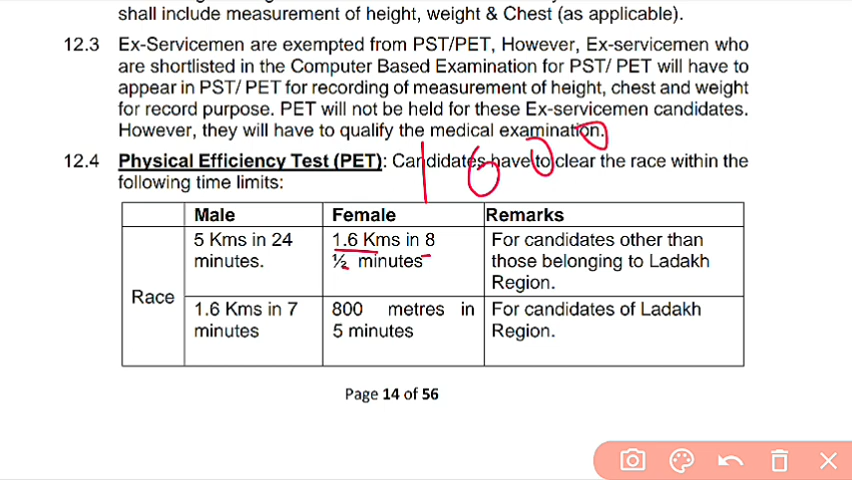 shall include measurement of height, weight & Chest (as applicable).
12.3 Ex-Servicemen are exempted from PST/PET, However, Ex-servicemen who
are shortlisted in the Computer Based Examination for PST/ PET will have to
appear in PST/ PET for recording of measurement of height, chest and weight
for record purpose. PET will not be held for these Ex-servicemen candidates.
However, they will have to qualify the medical examination.
1600
12.4 Physical Efficiency Test (PET): Candidates have to clear the race within the
following time limits:
Male Female Remarks
Race
5 Kms in 24
minutes.
1.6 Kms in 8
½ minutes
For candidates other than
those belonging to Ladakh
Region.
1.6 Kms in 7
minutes
800 metres in
5 minutes
For candidates of Ladakh
Region.
Page 14 of 56